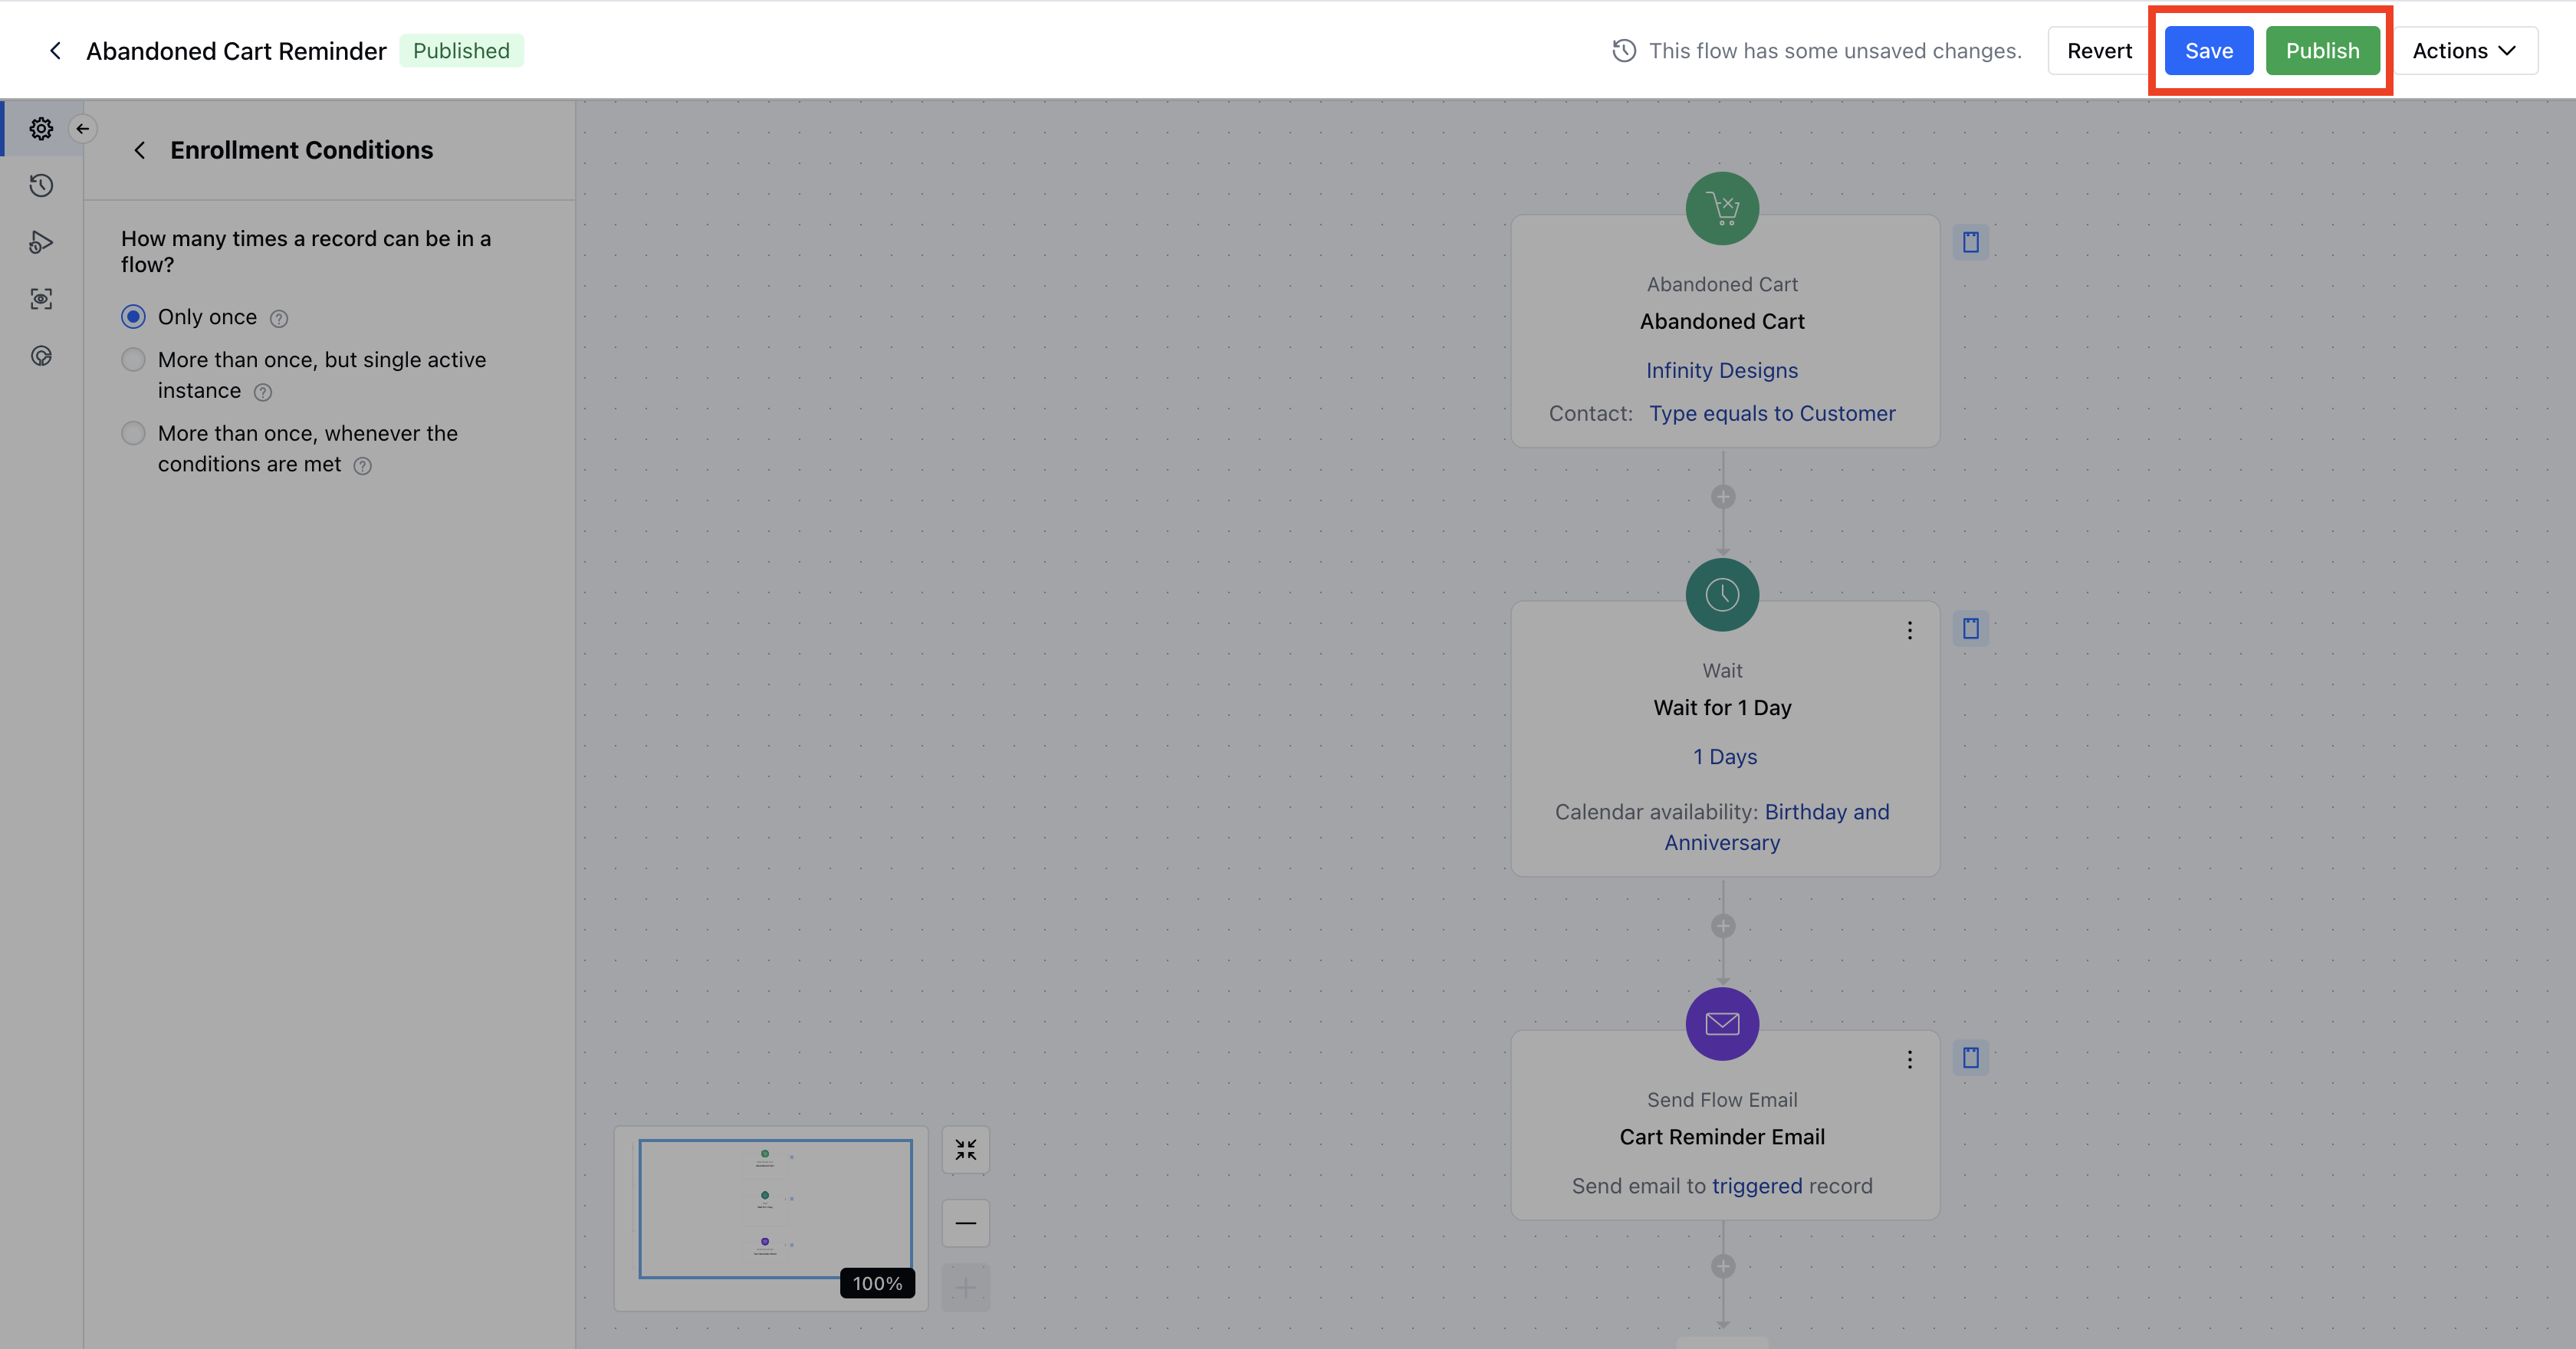 Abandoned Cart Reminder
Published
This flow has some unsaved changes.
Revert
Save
Publish
Actions
Enrollment Conditions
How many times a record can be in a
flow?
Only once
More than once, but single active
instance
More than once, whenever the
conditions are met
Abandoned Cart
Abandoned Cart
Infinity Designs
Contact: Type equals to Customer
Wait
Wait for 1 Day
1 Days
Calendar availability: Birthday and
Anniversary
Send Flow Email
Cart Reminder Email
Send email to triggered record
100%